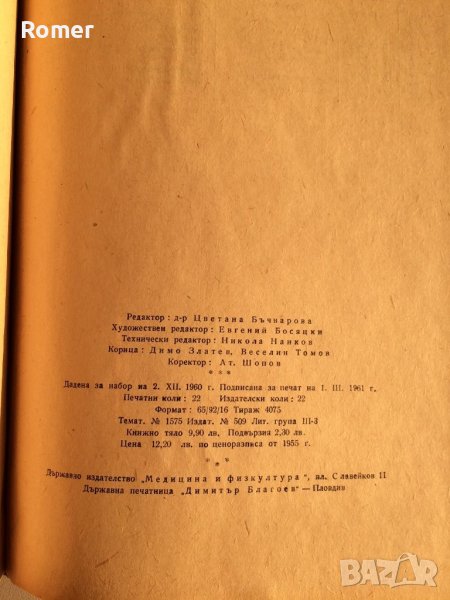 Romer
Редактор: д-р Цветана Бъчварова
Художествен редактор: Евгений Босяцки
Технически редактор: Никола Нанков
Корица: Димо Златев, Веселин Томов
Коректор: Ат. Шопов
***
Дадена за набор на 2. XII. 1960 г. Подписана за печат на 1. III. 1961 г.
Печатни коли: 22 Издателски коли: 22
Формат: 65/92/16 Тираж 4075
Темат. № 1575 Издат. № 509 Лит. група III-3
Книжно тяло 9,90 лв. Подвързия 2,30 лв.
Цена 12,20 лв. по ценоразписа от 1955 г.
***
Държавно издателство „Медицина и физкултура“, пл. Славейков 11
Държавна печатница „Димитър Благоев“ — Пловдив
bazar.bg